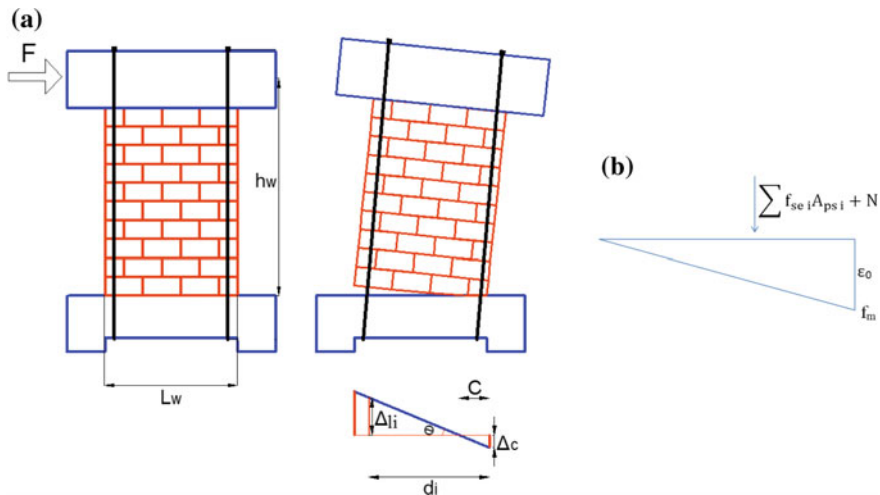 (a)
F
hw
Lw
C
Δli
θ
Δc
di
(b)
∑ fse i Aps i + N
ε0
fm